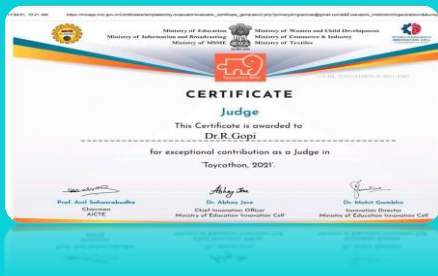 Ministry of Education
Ministry of Women and Child Development
Ministry of Information and Broadcasting
Ministry of Commerce & Industry
Ministry of MSME
Ministry of Textiles
Toycathon 2021
CERTIFICATE
Judge
This Certificate is awarded to
Dr.R.Gopi
for exceptional contribution as a Judge in
'Toycathon, 2021'.
Prof. Anil Sahasrabudhe
Chairman
AICTE
Dr. Abhay Jere
Chief Innovation Officer
Ministry of Education Innovation Cell
Dr. Mohit Gambhir
Innovation Director
Ministry of Education Innovation Cell